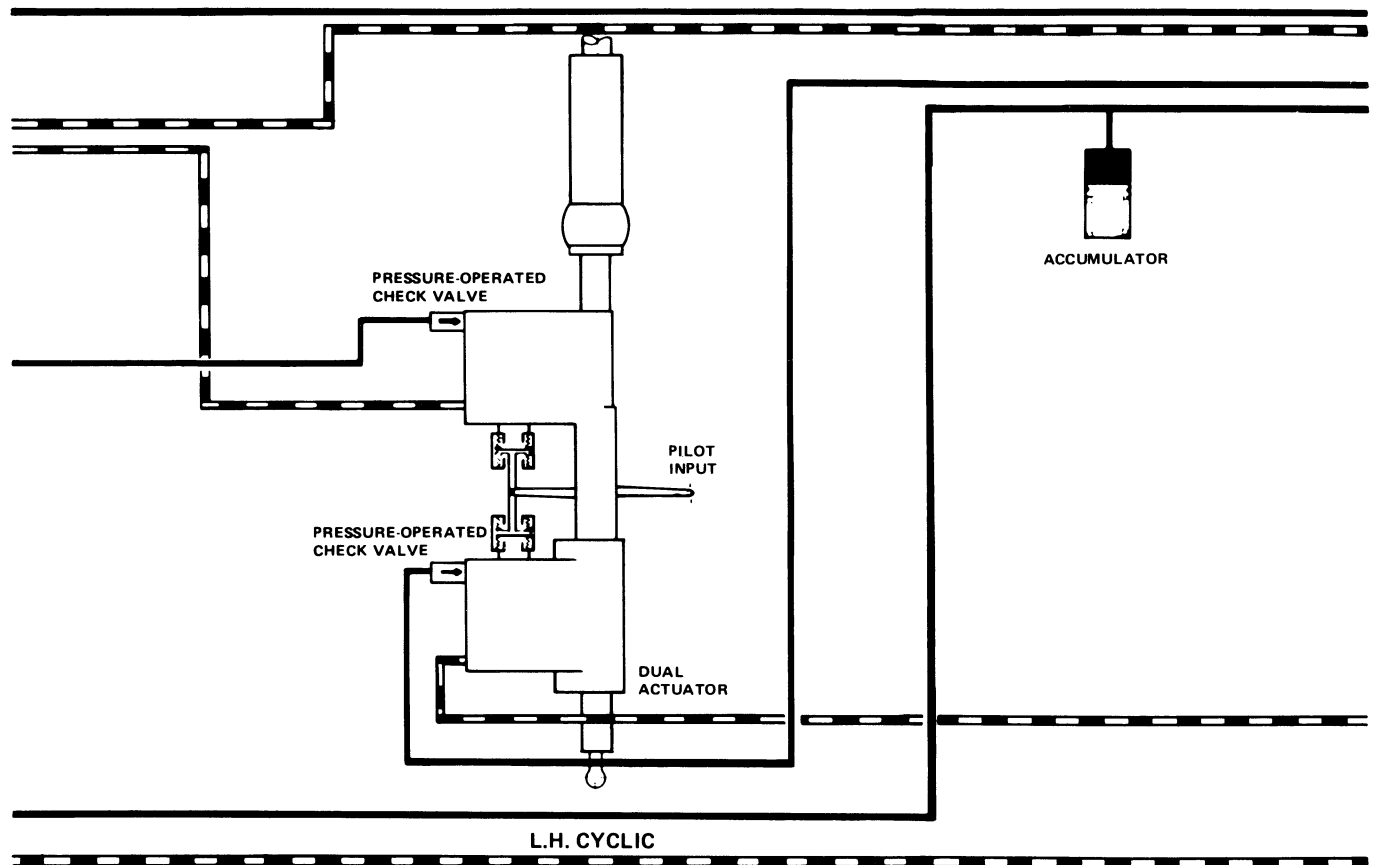 ACCUMULATOR
PRESSURE-OPERATED
CHECK VALVE
PILOT
INPUT
PRESSURE-OPERATED
CHECK VALVE
DUAL
ACTUATOR
L.H. CYCLIC